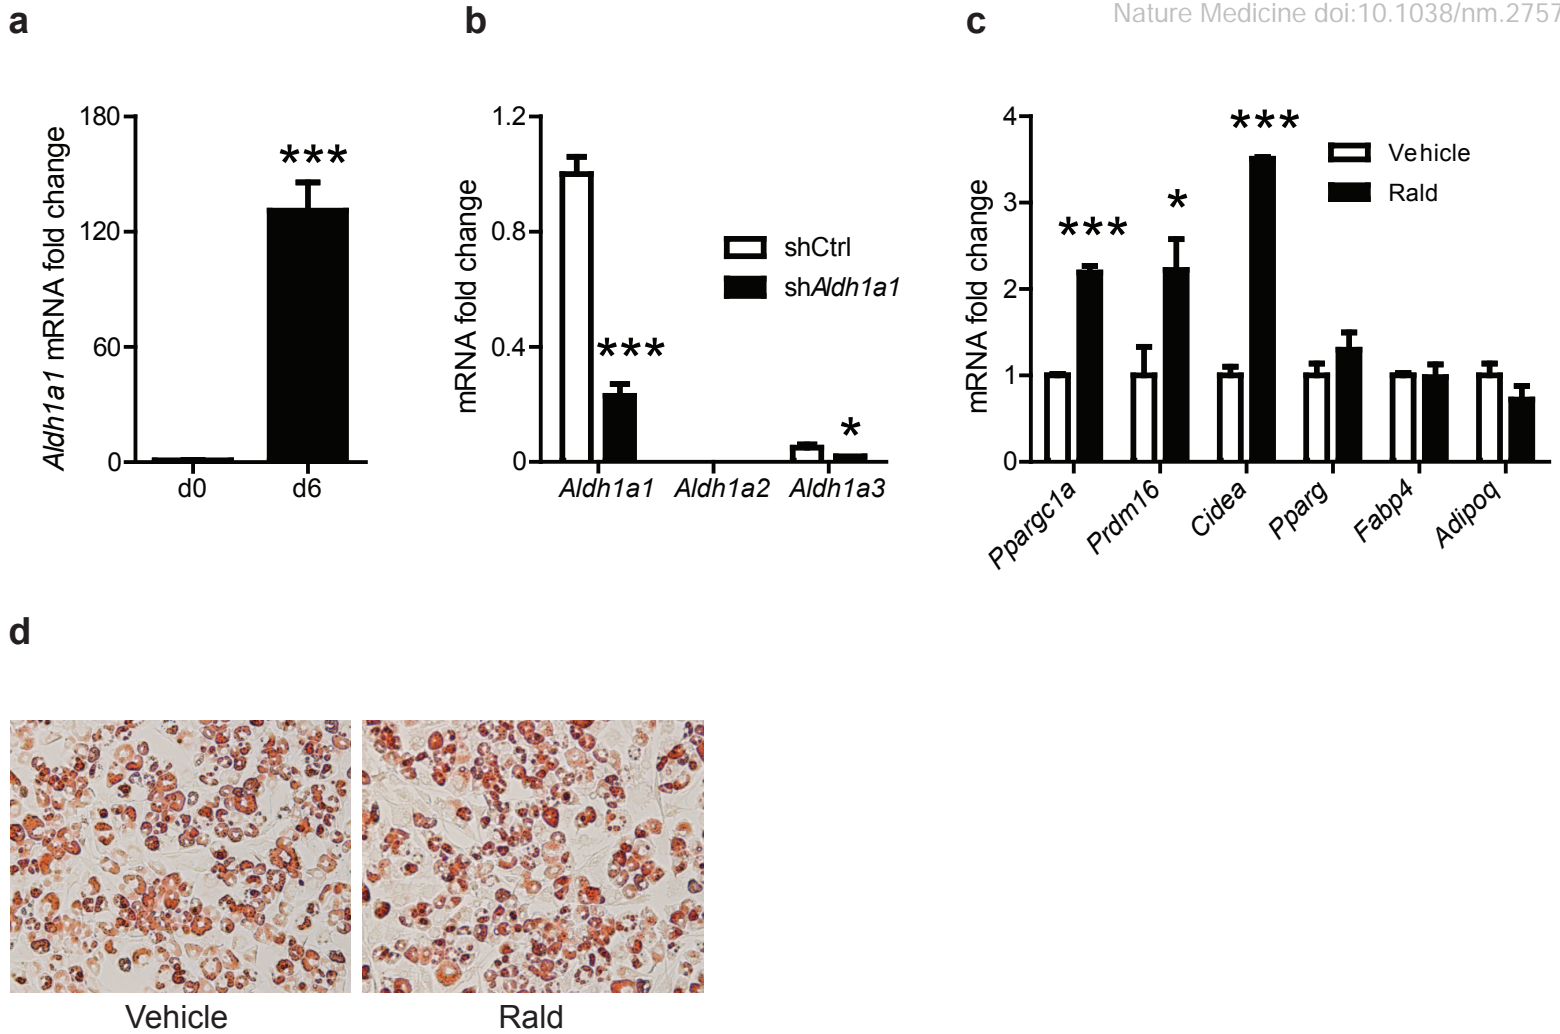 Nature Medicine doi:10.1038/nm.2757
a
Aldh1a1 mRNA fold change
180
120
60
0
***
d0
d6
b
mRNA fold change
1.2
0.8
0.4
0
***
*
shCtrl
shAldh1a1
Aldh1a1
Aldh1a2
Aldh1a3
c
mRNA fold change
4
3
2
1
0
***
*
***
Vehicle
Rald
Ppargc1a
Prdm16
Cidea
Pparg
Fabp4
Adipoq
d
Vehicle
Rald